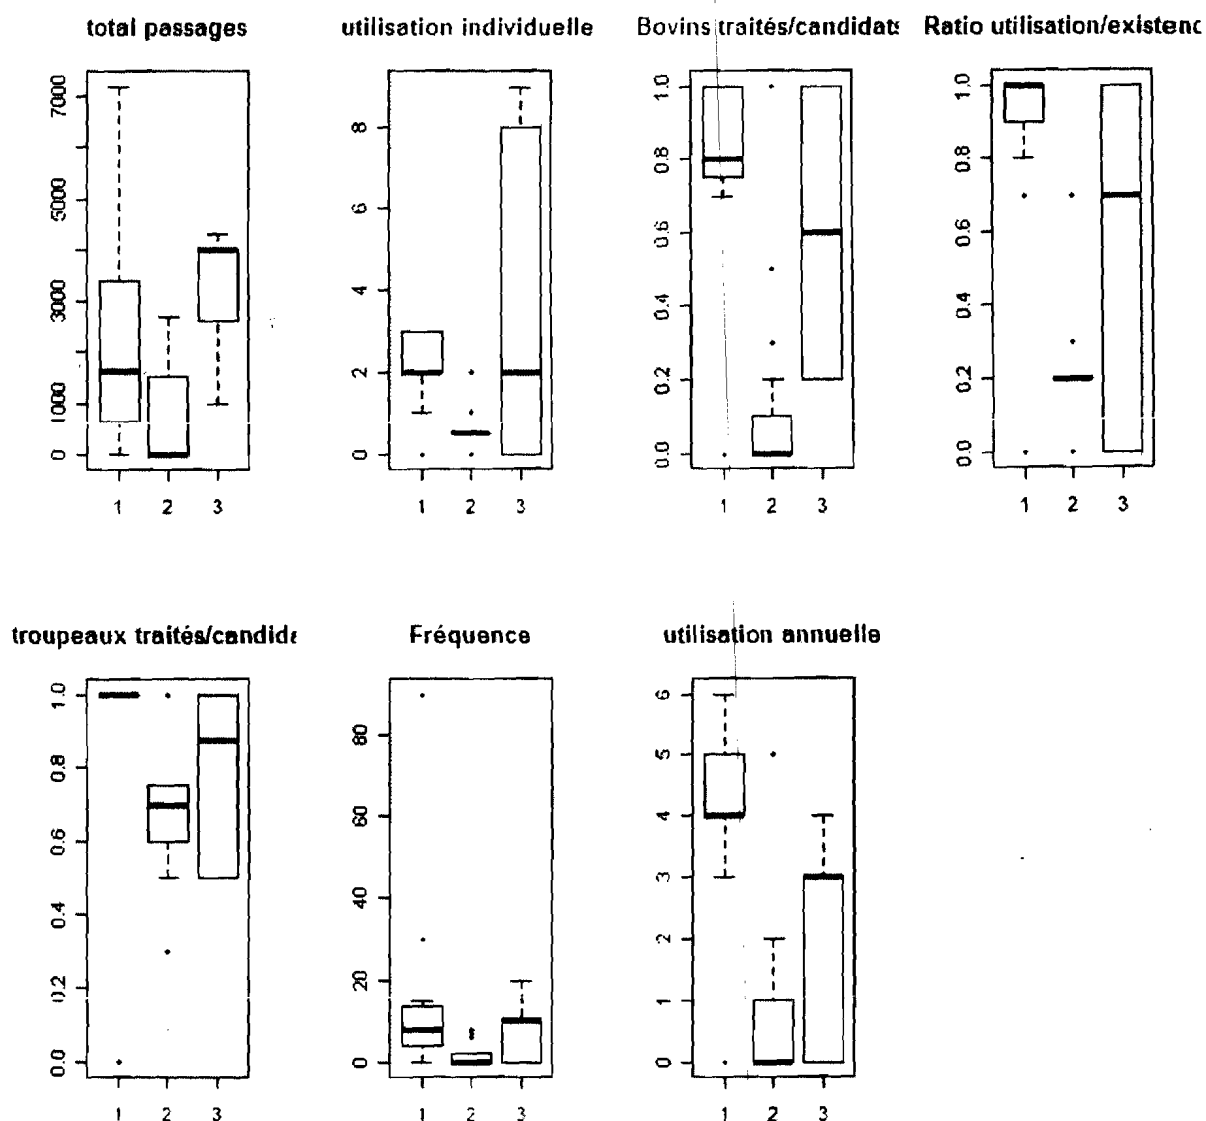 total passages
utilisation individuelle
Bovins traités/candidats
Ratio utilisation/existenc
7000
5000
3000
1000
0
1 2 3
8
6
4
2
0
1 2 3
1.0
0.8
0.6
0.4
0.2
0.0
1 2 3
1.0
0.8
0.6
0.4
0.2
0.0
1 2 3
troupeaux traités/candida
Fréquence
utilisation annuelle
1.0
0.8
0.6
0.4
0.2
0.0
1 2 3
80
60
40
20
0
1 2 3
6
5
4
3
2
1
0
1 2 3